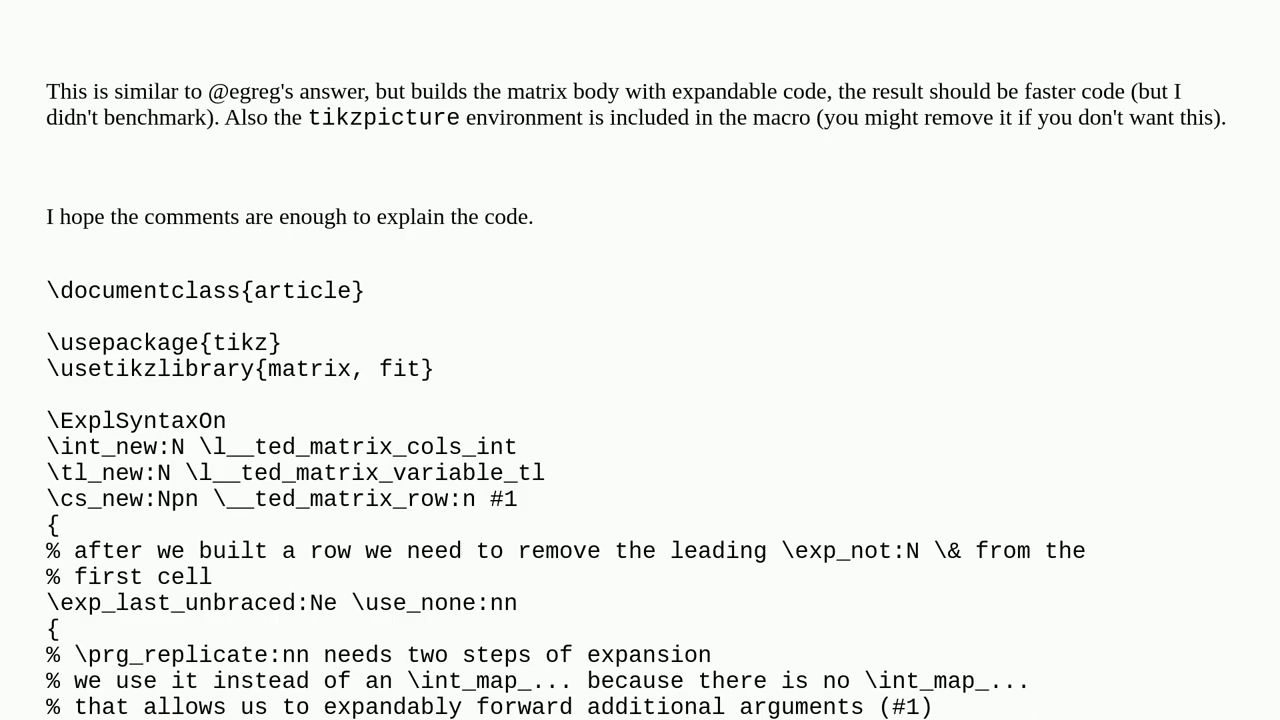 This is similar to @egreg's answer, but builds the matrix body with expandable code, the result should be faster code (but I
didn't benchmark). Also the tikzpicture environment is included in the macro (you might remove it if you don't want this).
I hope the comments are enough to explain the code.
\documentclass{article}
\usepackage{tikz}
\usetikzlibrary{matrix, fit}
\ExplSyntaxOn
\int_new:N \l__ted_matrix_cols_int
\tl_new:N \l__ted_matrix_variable_tl
\cs_new:Npn \__ted_matrix_row:n #1
{
% after we built a row we need to remove the leading \exp_not:N \& from the
% first cell
\exp_last_unbraced:Ne \use_none:nn
{
% \prg_replicate:nn needs two steps of expansion
% we use it instead of an \int_map_... because there is no \int_map_...
% that allows us to expandably forward additional arguments (#1)